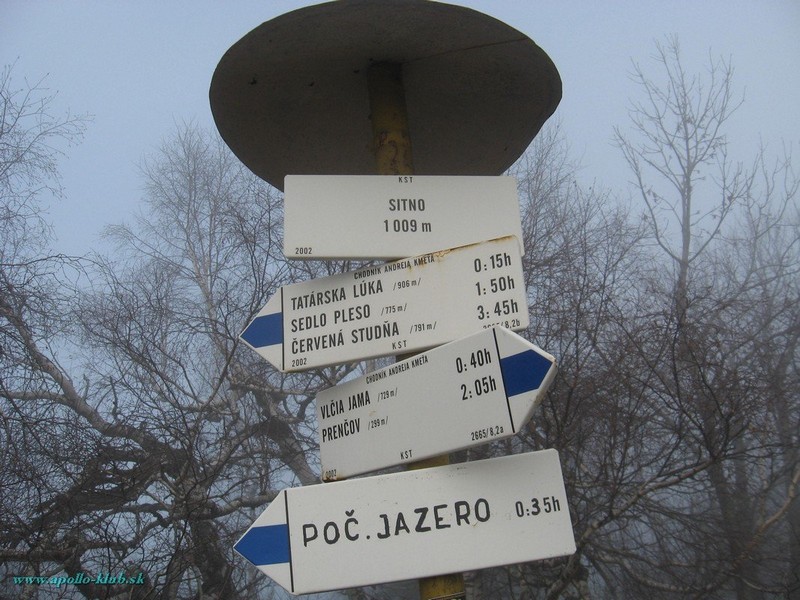 KST
SITNO
1009 m
2002
CHODNÍK ANDREJA KMEŤA
TATÁRSKA LÚKA /906 m/ 0:15h
SEDLO PLESO /775 m/ 1:50h
ČERVENÁ STUDŇA /791 m/ 3:45h
2002 KST
CHODNÍK ANDREJA KMEŤA
VLČIA JAMA /729 m/ 0:40h
PRENČOV /299 m/ 2:05h
2002 KST 2665/8,2a
POČ. JAZERO 0:35h
www.apollo-klub.sk